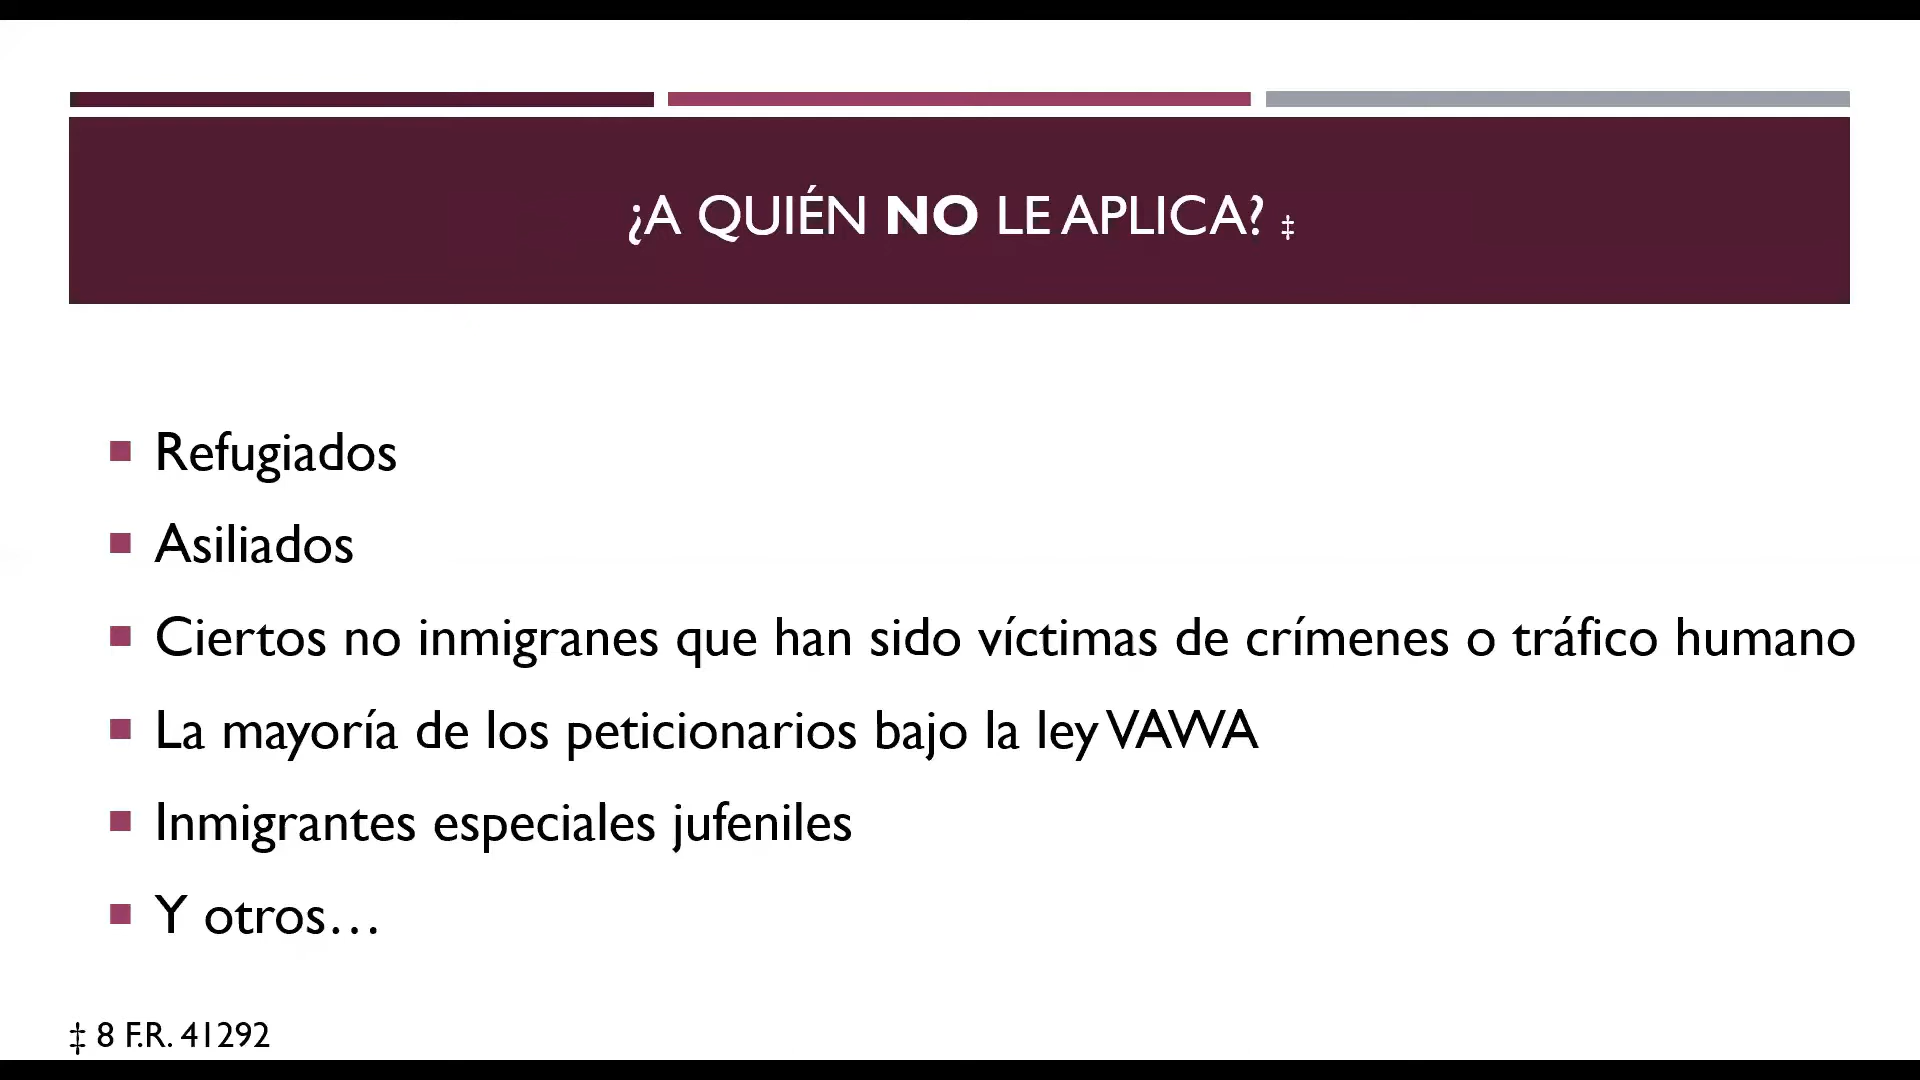 ¿A QUIÉN NO LE APLICA? ‡
Refugiados
Asiliados
Ciertos no inmigranes que han sido víctimas de crímenes o tráfico humano
La mayoría de los peticionarios bajo la ley VAWA
Inmigrantes especiales jufeniles
Y otros…
‡ 8 F.R. 41292